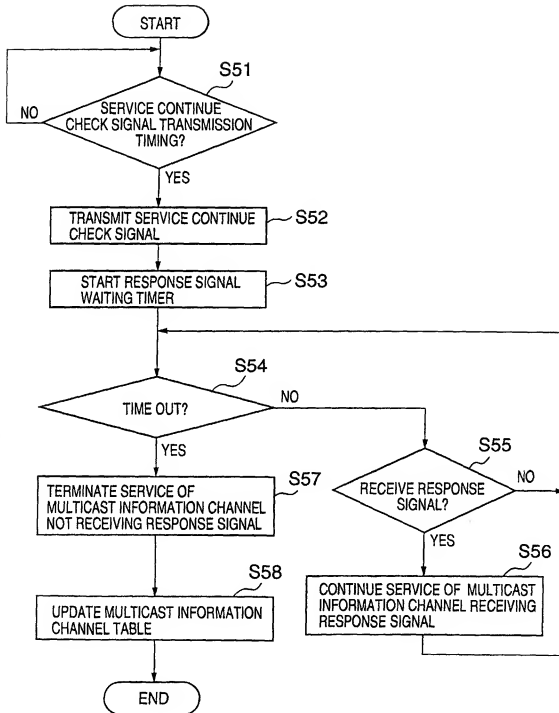 START
S51
SERVICE CONTINUE
CHECK SIGNAL TRANSMISSION
TIMING?
NO
YES
TRANSMIT SERVICE CONTINUE
CHECK SIGNAL
S52
START RESPONSE SIGNAL
WAITING TIMER
S53
S54
TIME OUT?
NO
YES
S55
RECEIVE RESPONSE
SIGNAL?
NO
YES
S57
TERMINATE SERVICE OF
MULTICAST INFORMATION CHANNEL
NOT RECEIVING RESPONSE SIGNAL
S56
CONTINUE SERVICE OF MULTICAST
INFORMATION CHANNEL RECEIVING
RESPONSE SIGNAL
S58
UPDATE MULTICAST INFORMATION
CHANNEL TABLE
END